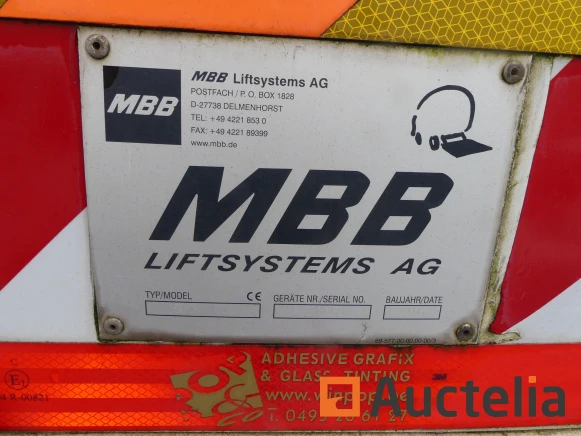 MBB
MBB Liftsystems AG
POSTFACH / P. O. BOX 1828
D-27738 DELMENHORST
TEL: +49 4221 853 0
FAX: +49 4221 89399
www.mbb.de
MBB
LIFTSYSTEMS AG
TYP/MODEL CE GERÄTE NR./SERIAL NO. BAUJAHR/DATE
ADHESIVE GRAFIX
& GLASS TINTING
3M
E1
Auctelia